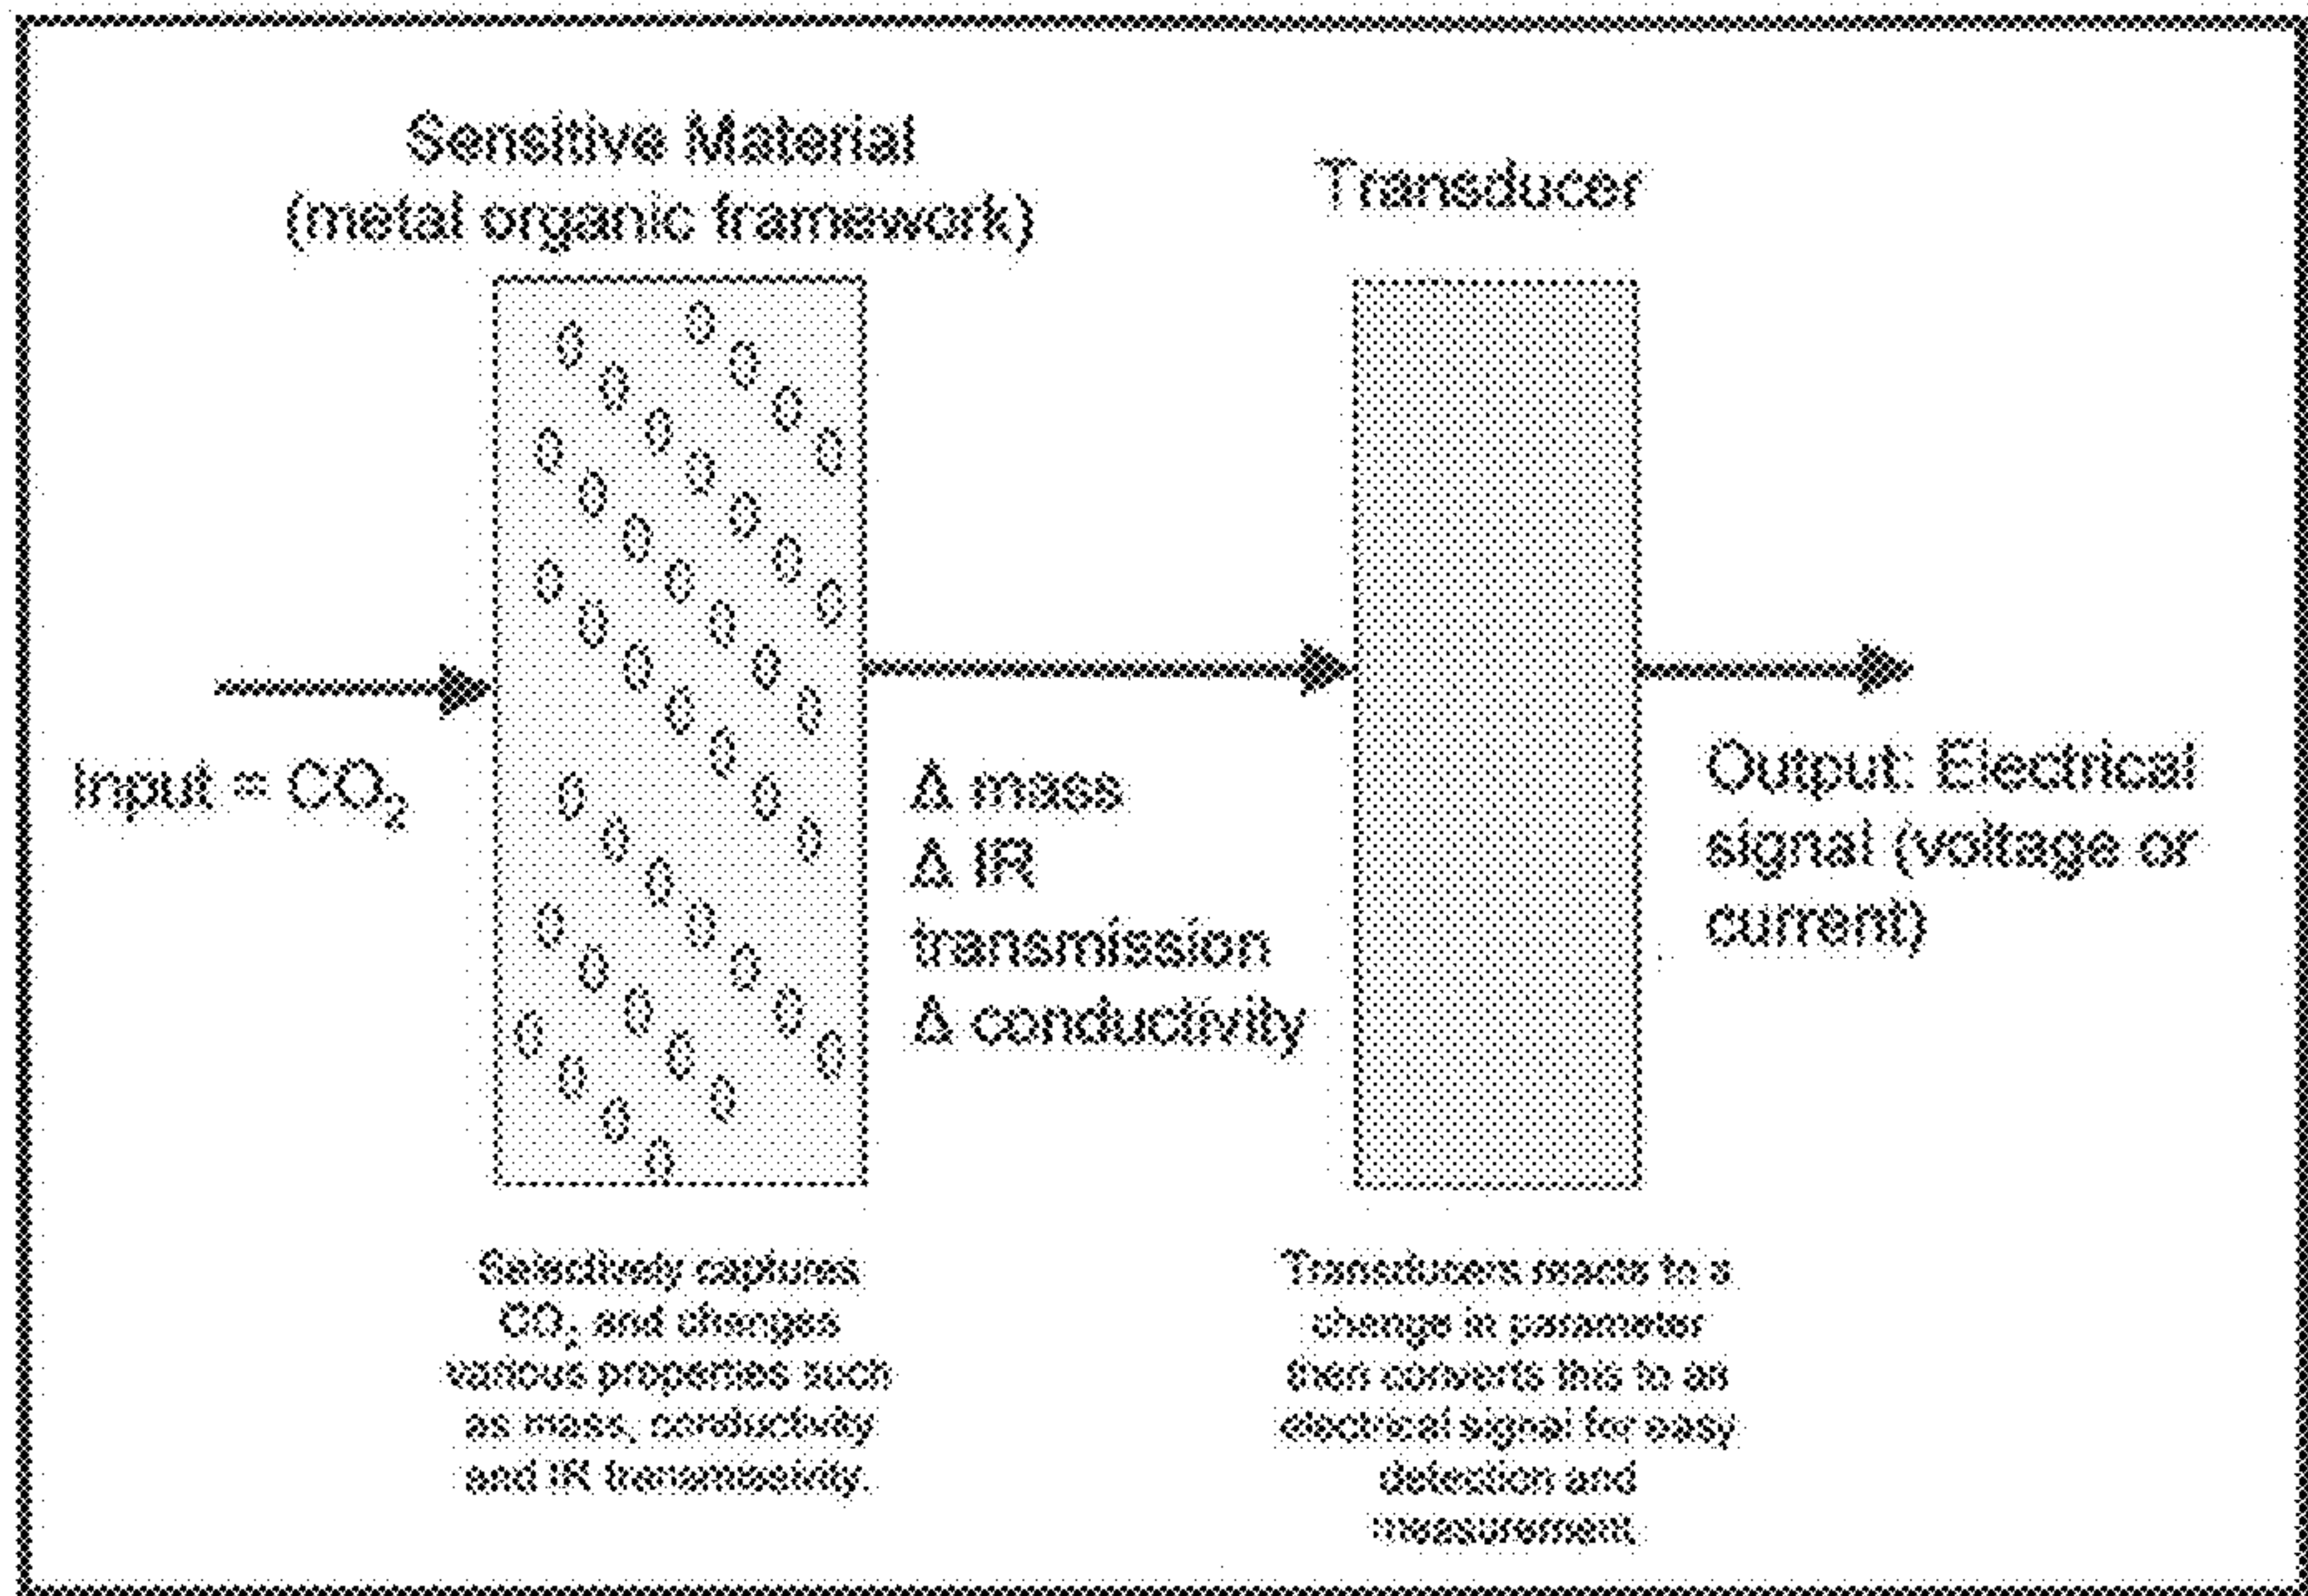 Sensitive Material
(metal organic framework)
Transducer
Input = CO₂
Δ mass
Δ IR
transmission
Δ conductivity
Output: Electrical
signal (voltage or
current)
Selectively captures
CO₂ and changes
various properties such
as mass, conductivity
and IR transmissivity.
Transducers reacts to a
change in parameter
then converts this to an
electrical signal for easy
detection and
measurement.